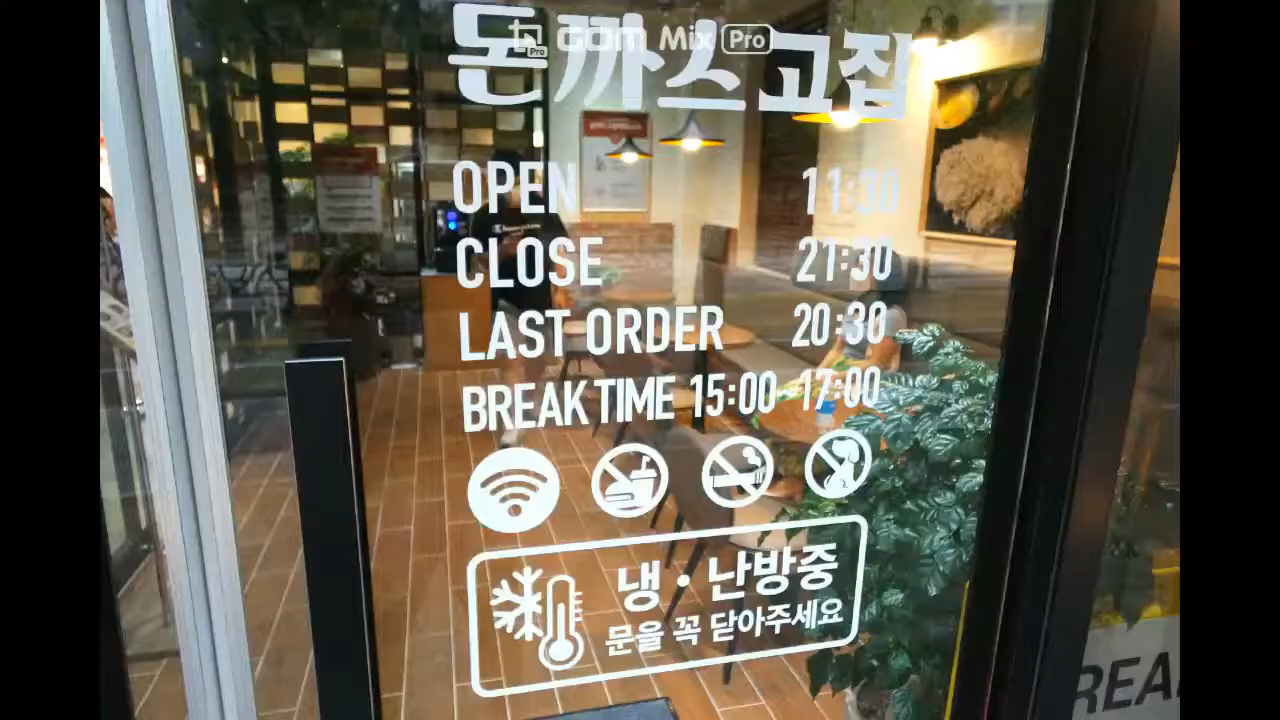 GOM Mix Pro
Pro
돈까스고집
OPEN 11:30
CLOSE 21:30
LAST ORDER 20:30
BREAK TIME 15:00 17:00
냉·난방중
문을 꼭 닫아주세요
REA